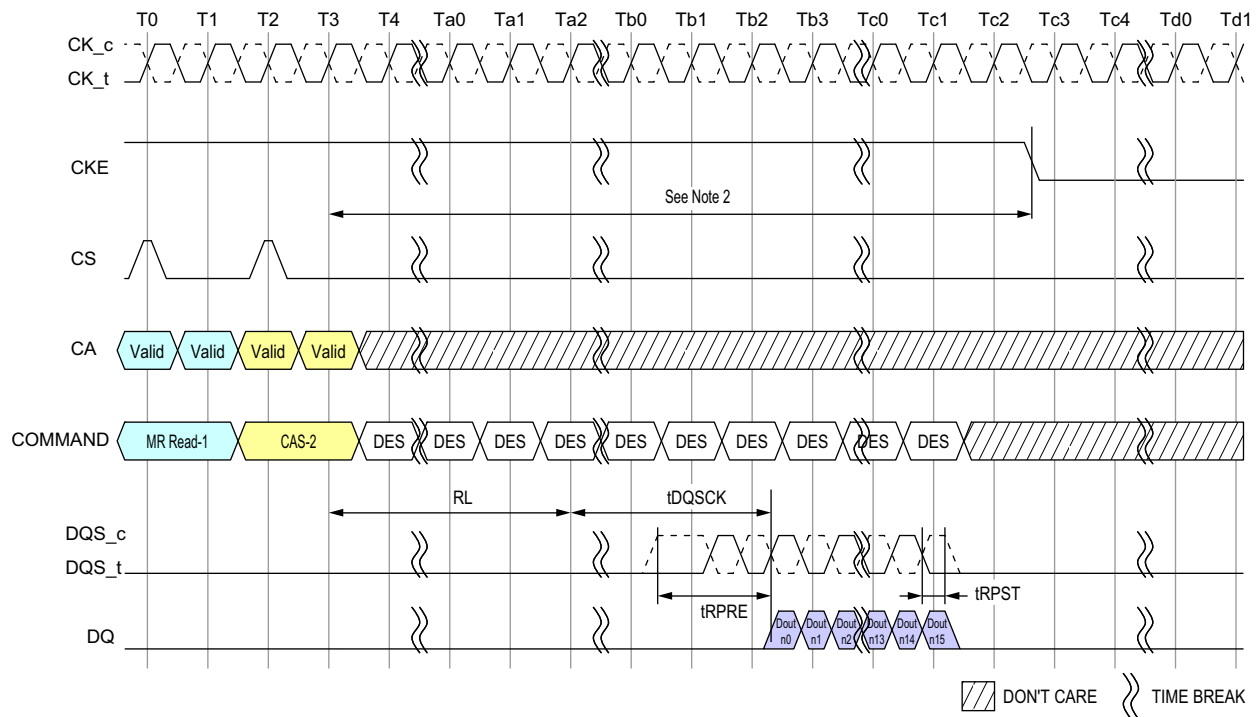 T0 T1 T2 T3 T4 Ta0 Ta1 Ta2 Tb0 Tb1 Tb2 Tb3 Tc0 Tc1 Tc2 Tc3 Tc4 Td0 Td1
CK_c
CK_t
CKE
See Note 2
CS
CA Valid Valid Valid Valid
COMMAND MR Read-1 CAS-2 DES DES DES DES DES DES DES DES DES DES
RL tDQSCK
DQS_c
DQS_t
tRPRE tRPST
DQ Dout n0 Dout n1 Dout n2 Dout n13 Dout n14 Dout n15
DON'T CARE TIME BREAK